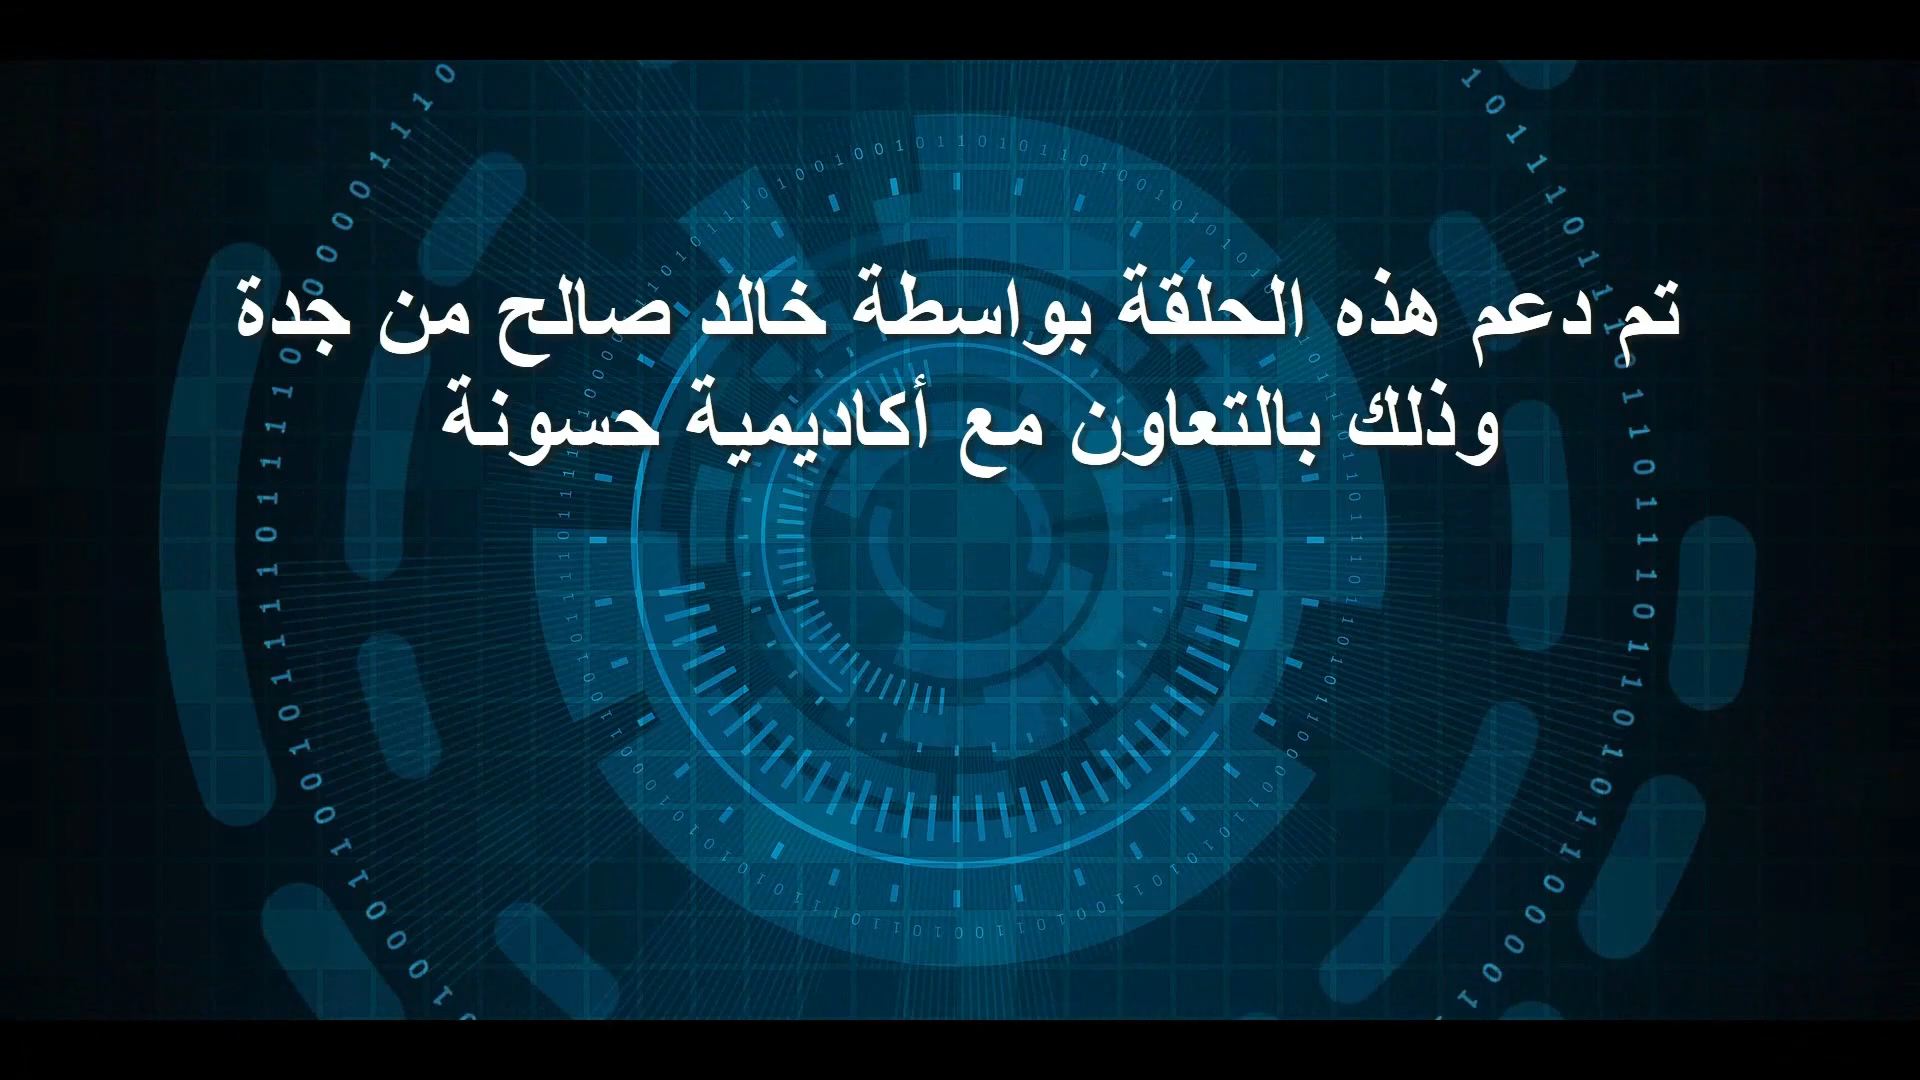 تم دعم هذه الحلقة بواسطة خالد صالح من جدة
وذلك بالتعاون مع أكاديمية حسونة